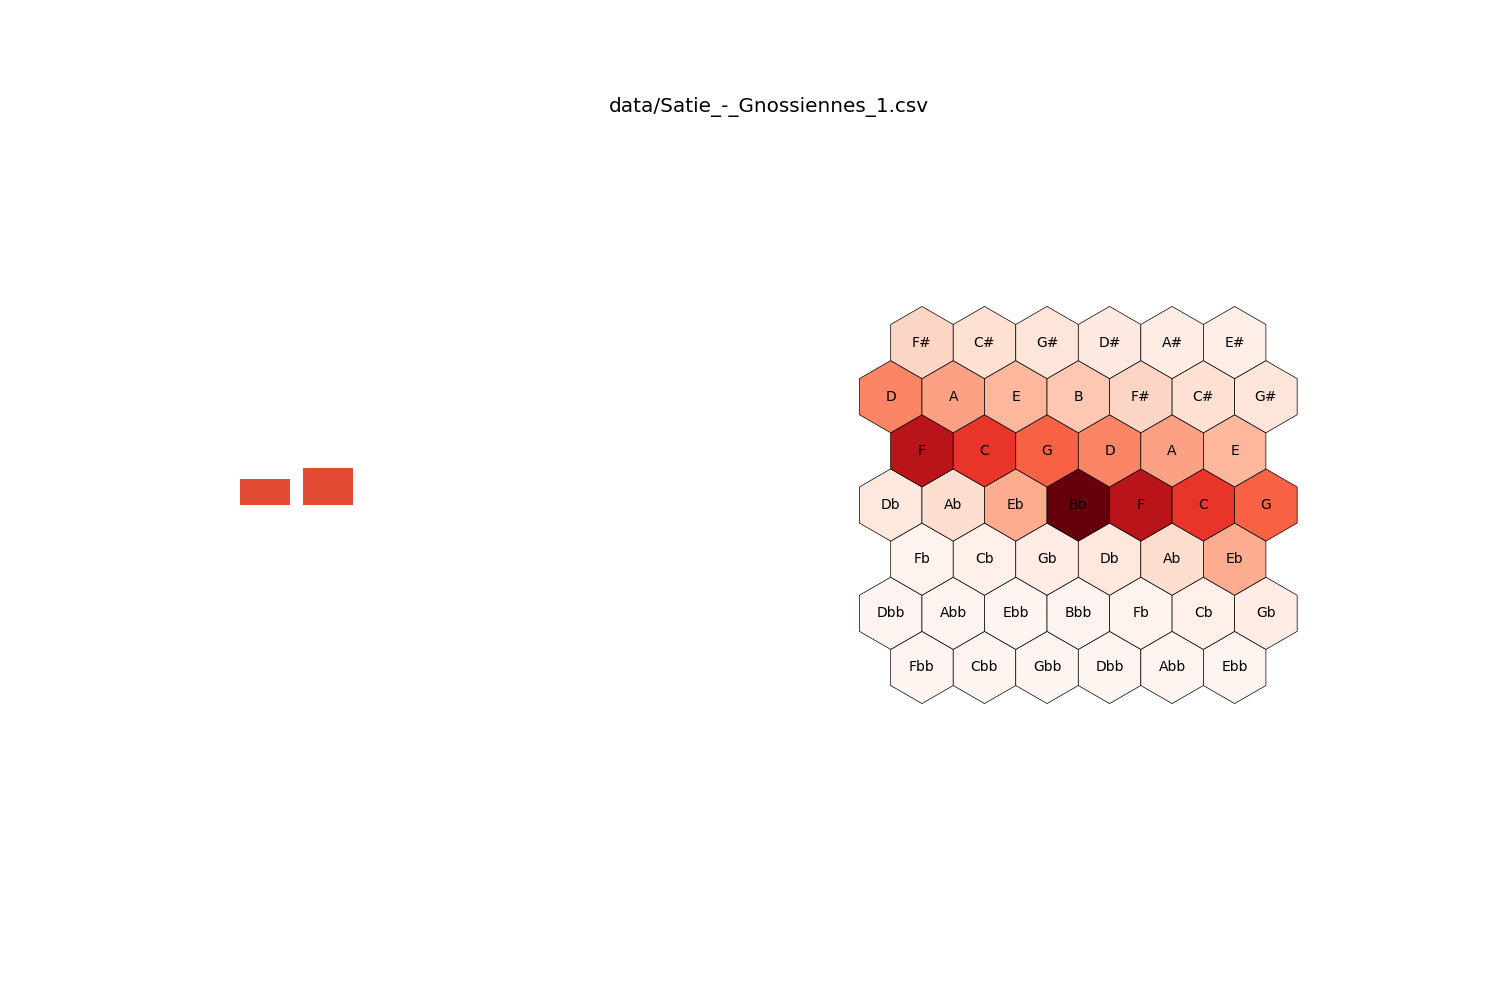 data/Satie_-_Gnossiennes_1.csv
F# C# G# D# A# E#
D A E B F# C# G#
F C G D A E
Db Ab Eb Bb F C G
Fb Cb Gb Db Ab Eb
Dbb Abb Ebb Bbb Fb Cb Gb
Fbb Cbb Gbb Dbb Abb Ebb